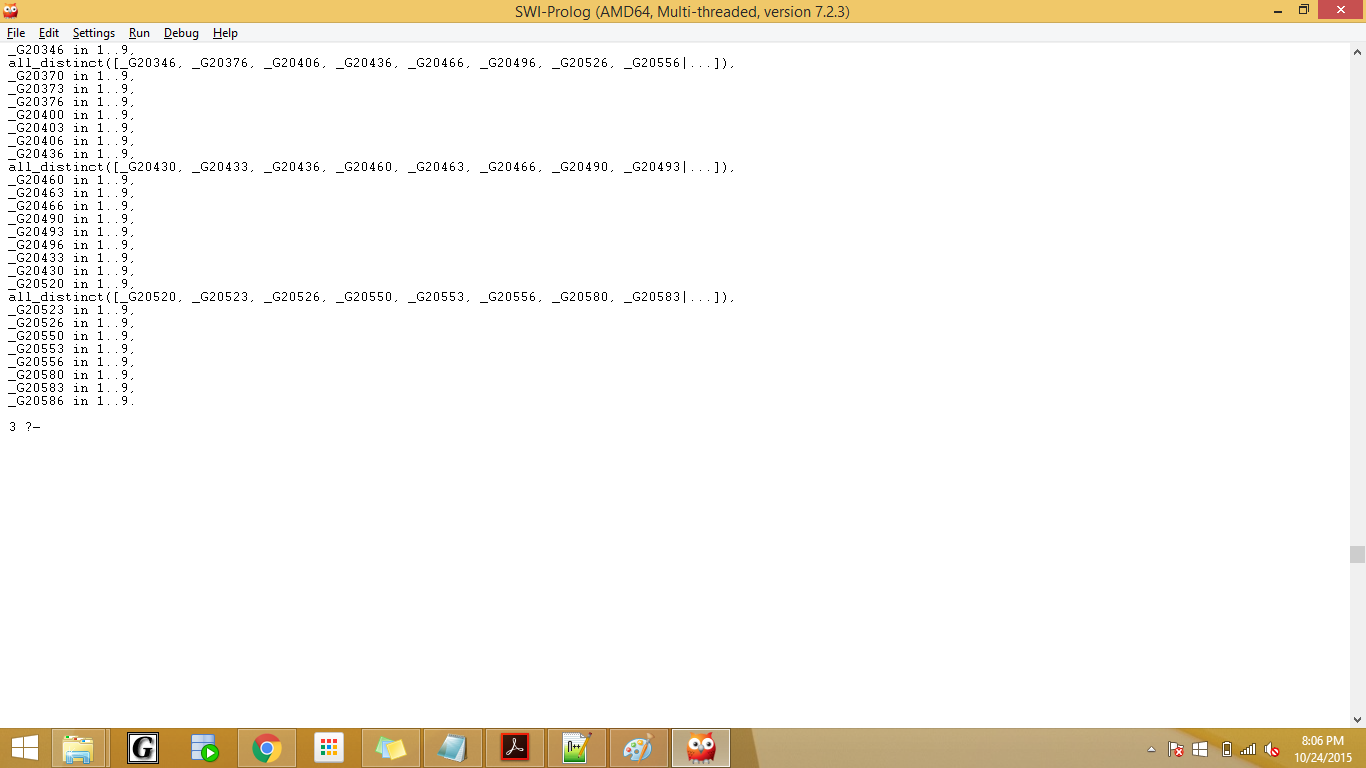 SWI-Prolog (AMD64, Multi-threaded, version 7.2.3)
File Edit Settings Run Debug Help
_G20346 in 1..9,
all_distinct([_G20346, _G20376, _G20406, _G20436, _G20466, _G20496, _G20526, _G20556|...]),
_G20370 in 1..9,
_G20373 in 1..9,
_G20376 in 1..9,
_G20400 in 1..9,
_G20403 in 1..9,
_G20406 in 1..9,
_G20436 in 1..9,
all_distinct([_G20430, _G20433, _G20436, _G20460, _G20463, _G20466, _G20490, _G20493|...]),
_G20460 in 1..9,
_G20463 in 1..9,
_G20466 in 1..9,
_G20490 in 1..9,
_G20493 in 1..9,
_G20496 in 1..9,
_G20433 in 1..9,
_G20430 in 1..9,
_G20520 in 1..9,
all_distinct([_G20520, _G20523, _G20526, _G20550, _G20553, _G20556, _G20580, _G20583|...]),
_G20523 in 1..9,
_G20526 in 1..9,
_G20550 in 1..9,
_G20553 in 1..9,
_G20556 in 1..9,
_G20580 in 1..9,
_G20583 in 1..9,
_G20586 in 1..9.
3 ?-
8:06 PM
10/24/2015